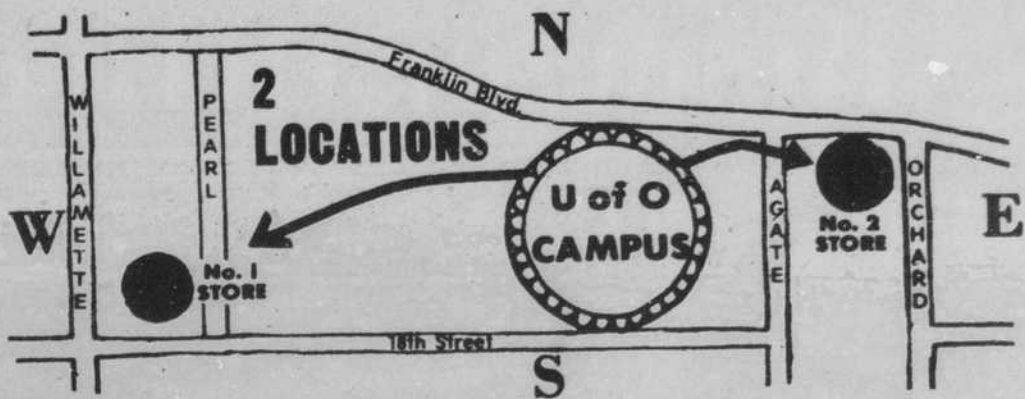 N
Franklin Blvd.
2
LOCATIONS
WILLAMETTE
PEARL
U of O
CAMPUS
AGATE
ORCHARD
W
E
No. 2
STORE
No. 1
STORE
18th Street
S